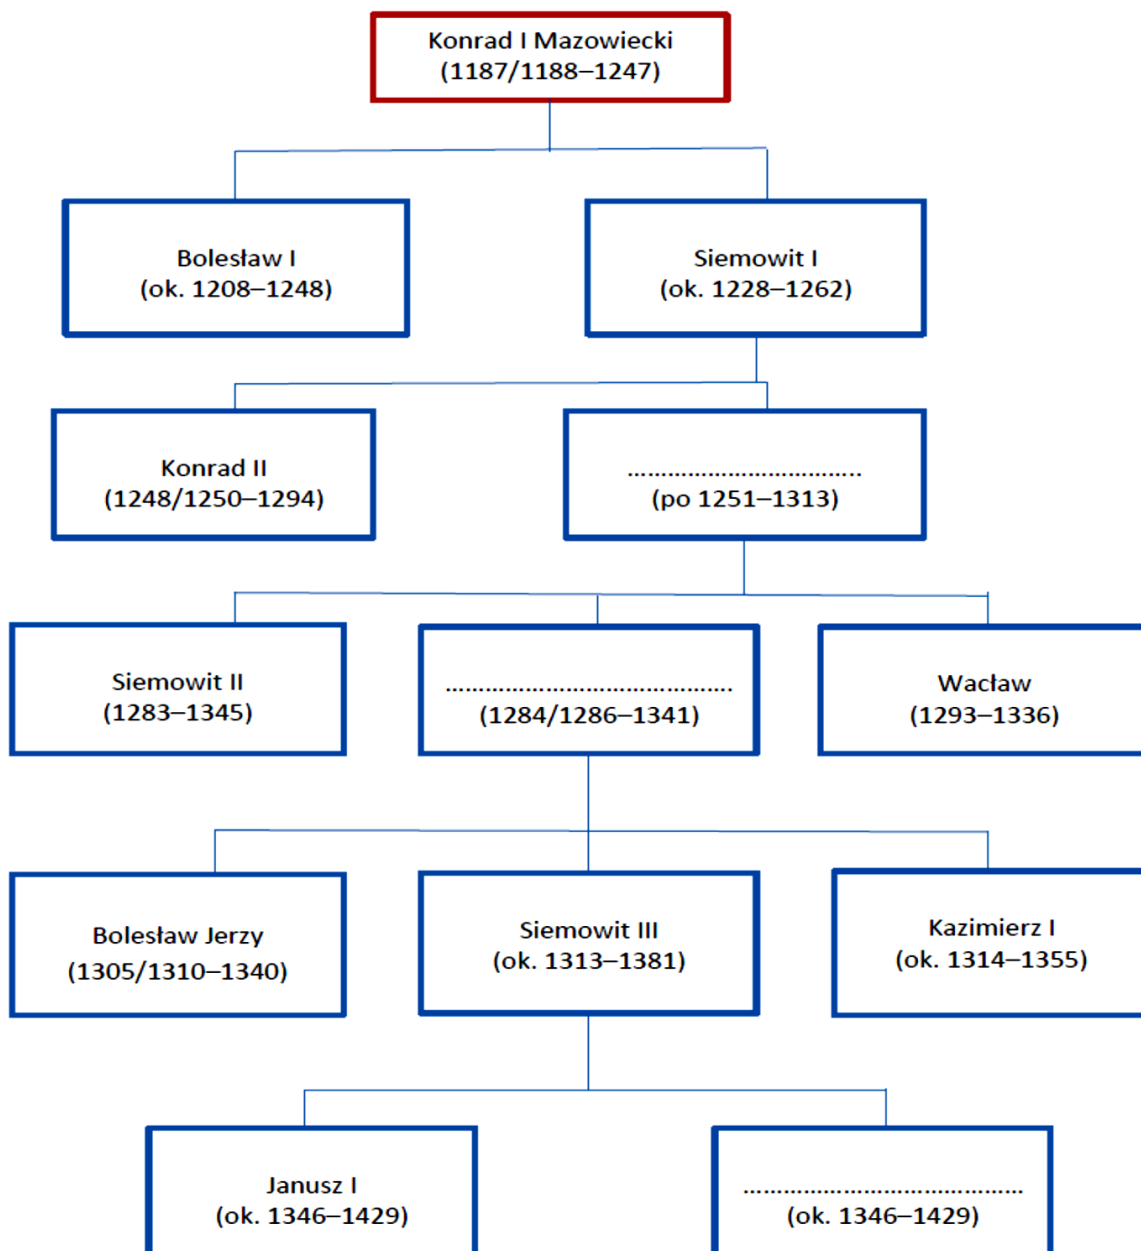 Konrad I Mazowiecki
(1187/1188–1247)
Bolesław I
(ok. 1208–1248)
Siemowit I
(ok. 1228–1262)
Konrad II
(1248/1250–1294)
……………………………..
(po 1251–1313)
Siemowit II
(1283–1345)
…………………………………….
(1284/1286–1341)
Wacław
(1293–1336)
Bolesław Jerzy
(1305/1310–1340)
Siemowit III
(ok. 1313–1381)
Kazimierz I
(ok. 1314–1355)
Janusz I
(ok. 1346–1429)
……………………………………
(ok. 1346–1429)